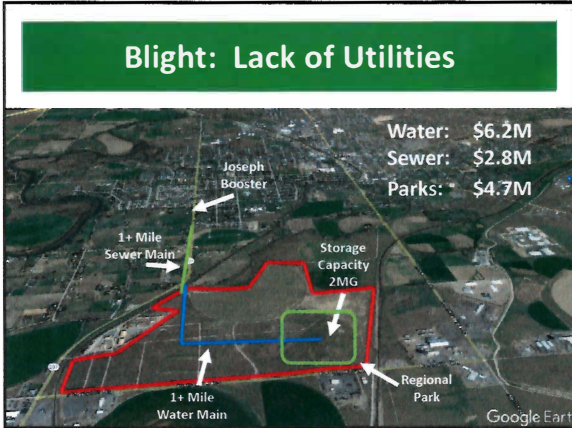 Blight: Lack of Utilities
Water: $6.2M
Sewer: $2.8M
Parks: $4.7M
Joseph
Booster
1+ Mile
Sewer Main
Storage
Capacity
2MG
1+ Mile
Water Main
Regional
Park
Google Eart